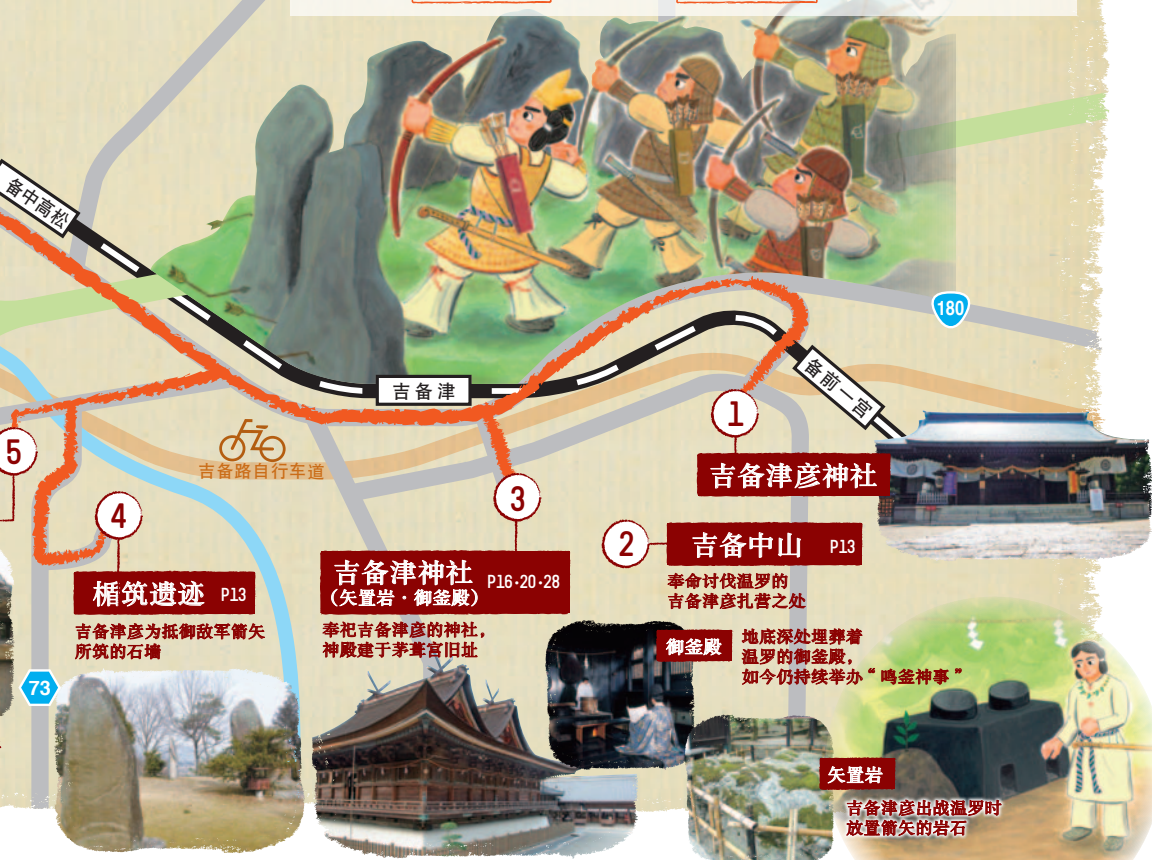 备中高松
180
吉备津
备前一宫
1
吉备津彦神社
吉备路自行车道
5
4
楯筑遗迹 P13
吉备津彦为抵御敌军箭矢
所筑的石墙
73
3
吉备津神社 P16·20·28
（矢置岩・御釜殿）
奉祀吉备津彦的神社，
神殿建于茅葺宫旧址
2
吉备中山 P13
奉命讨伐温罗的
吉备津彦扎营之处
御釜殿
地底深处埋葬着
温罗的御釜殿，
如今仍持续举办“鸣釜神事”
矢置岩
吉备津彦出战温罗时
放置箭矢的岩石